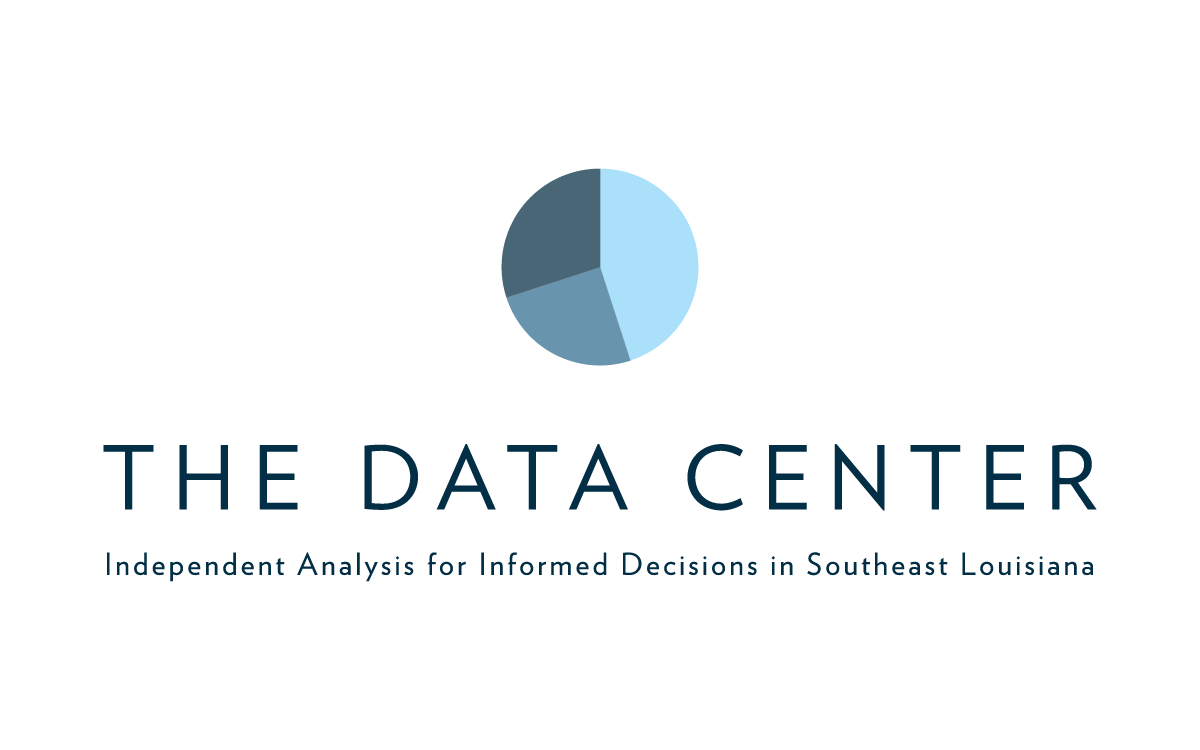 THE DATA CENTER
Independent Analysis for Informed Decisions in Southeast Louisiana